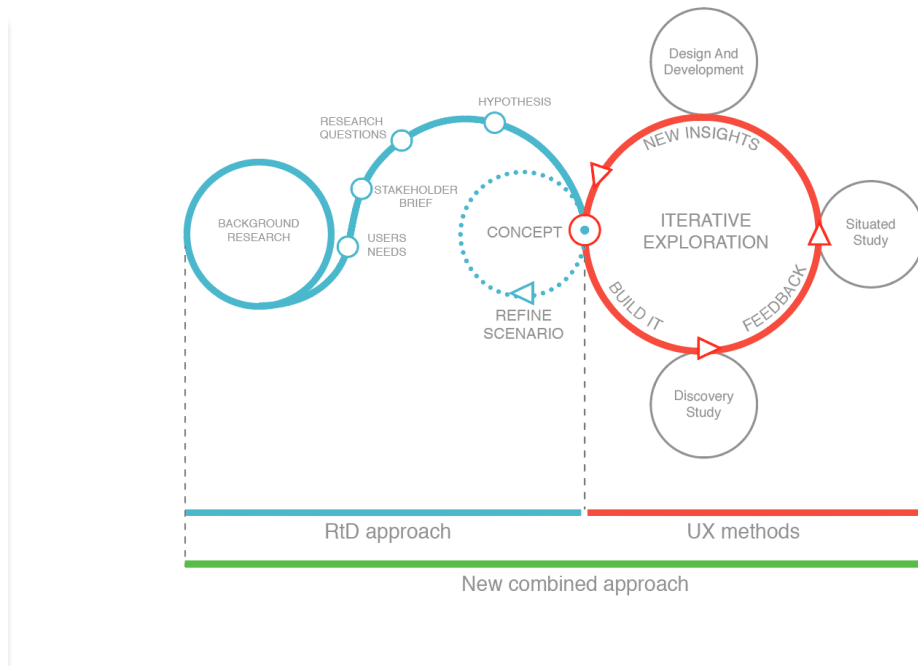 Design And
Development
HYPOTHESIS
RESEARCH
QUESTIONS
NEW INSIGHTS
STAKEHOLDER
BRIEF
BACKGROUND
RESEARCH
USERS
NEEDS
CONCEPT
ITERATIVE
EXPLORATION
Situated
Study
REFINE
SCENARIO
BUILD IT
FEEDBACK
Discovery
Study
RtD approach
UX methods
New combined approach